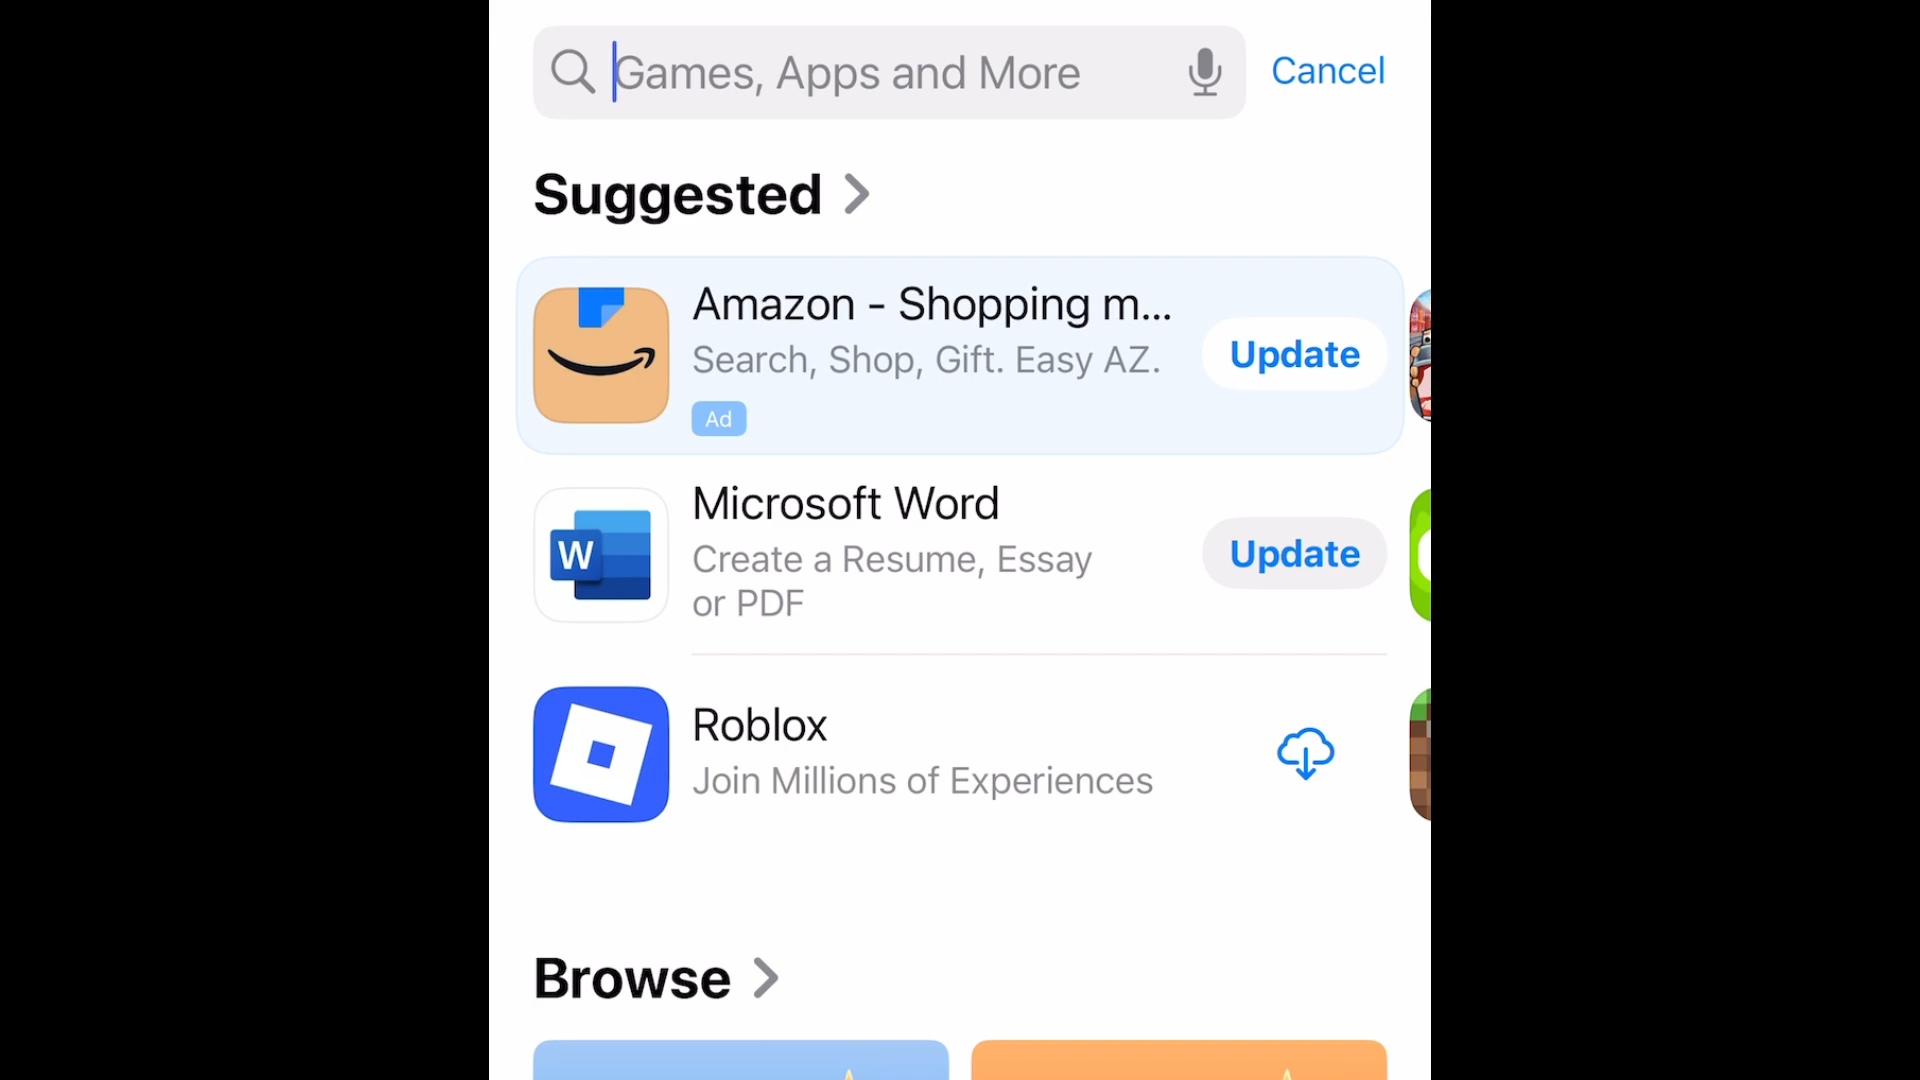 Games, Apps and More
Cancel
Suggested
Amazon - Shopping m...
Search, Shop, Gift. Easy AZ.
Ad
Update
W
Microsoft Word
Create a Resume, Essay
or PDF
Update
Roblox
Join Millions of Experiences
Browse